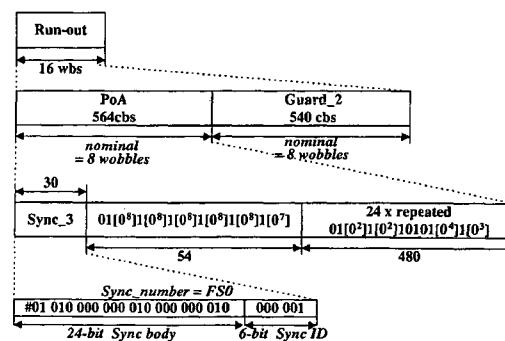 Run-out
16 wbs
PoA
564cbs
Guard_2
540 cbs
nominal
= 8 wobbles
nominal
= 8 wobbles
30
Sync_3
01[0⁸]1[0⁸]1[0⁸]1[0⁸]1[0⁸]1[0⁷]
24 x repeated
01[0²]1[0²]10101[0⁴]1[0³]
54
480
Sync_number = FS0
#01 010 000 000 010 000 000 010
000 001
24-bit Sync body
6-bit Sync ID